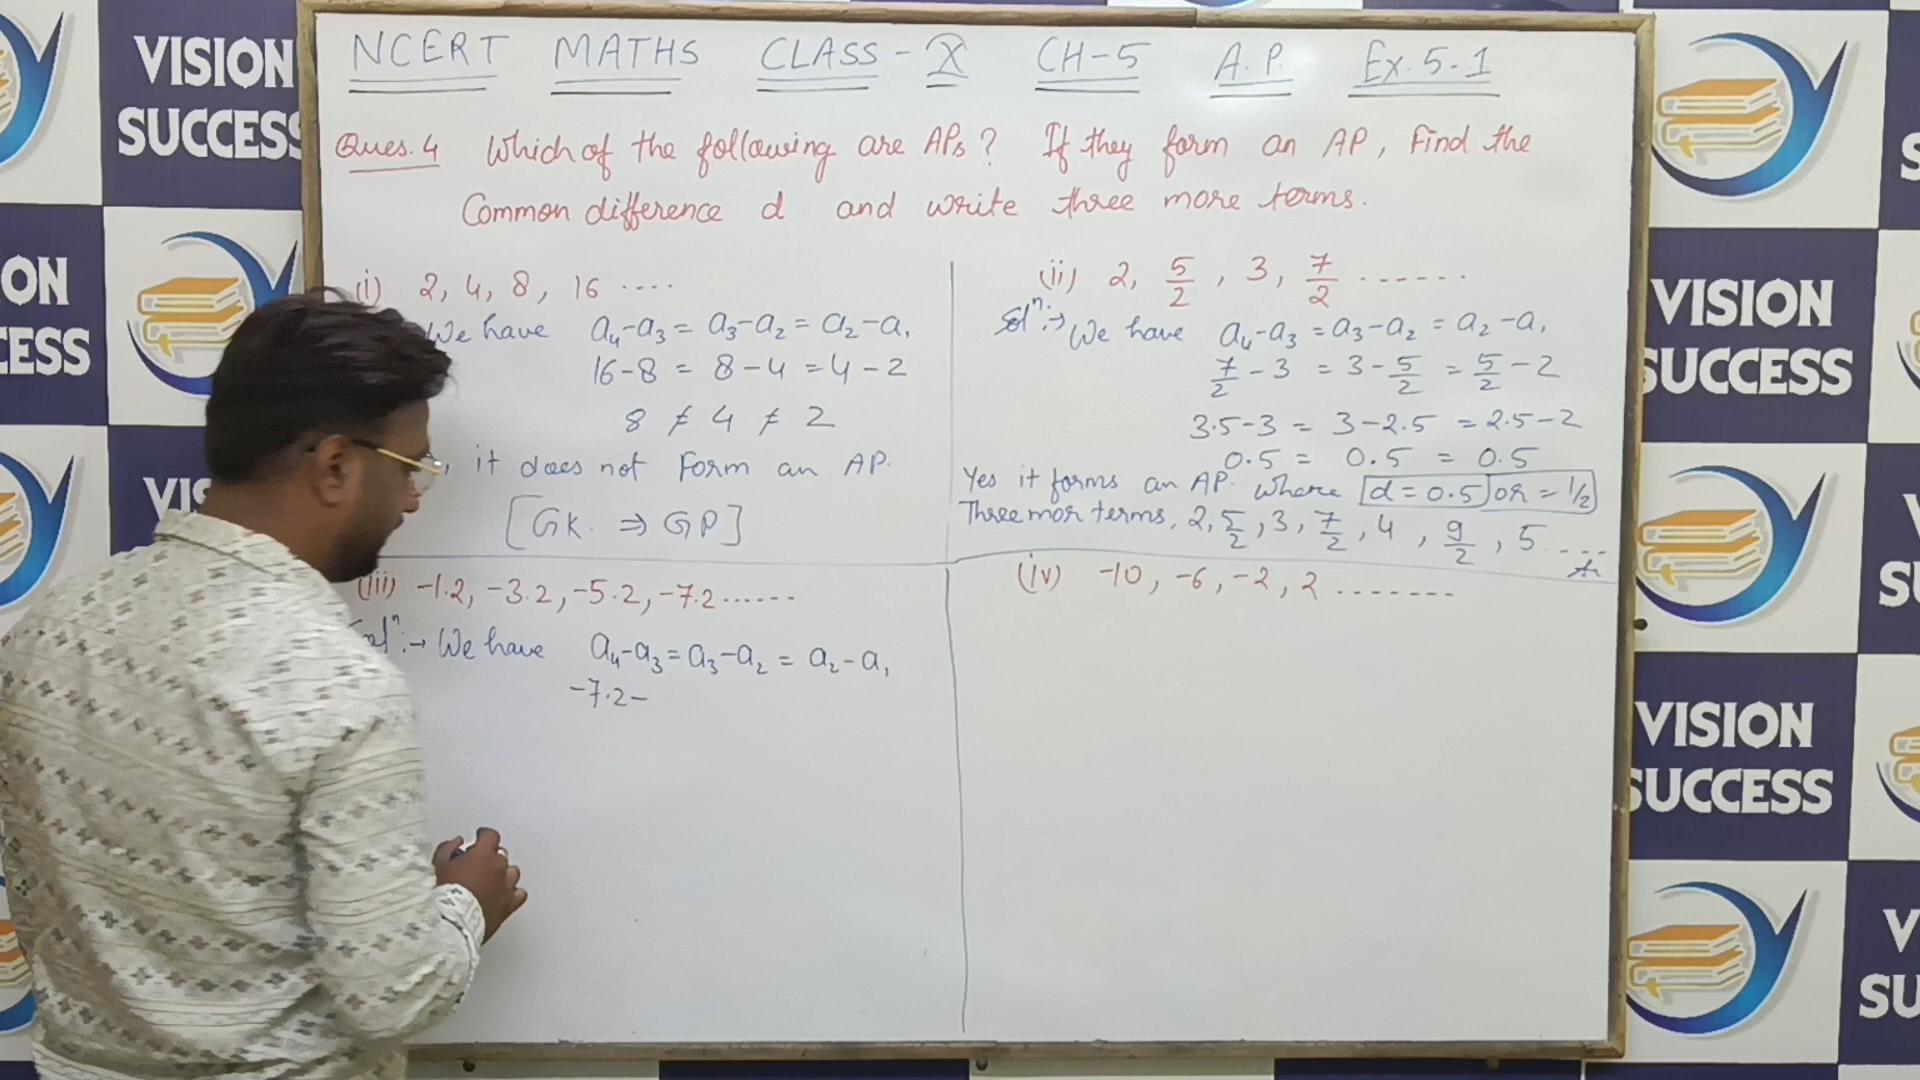 NCERT MATHS CLASS-X CH-5 A.P. Ex.5.1
Ques.4 Which of the following are APs? If they form an AP, Find the
Common difference d and write three more terms.
(i) 2, 4, 8, 16 ....
We have a₄-a₃ = a₃-a₂ = a₂-a₁
16-8 = 8-4 = 4-2
8 ≠ 4 ≠ 2
, it does not Form an AP.
[GK. ⇒ GP]
(ii) 2, 5/2, 3, 7/2 ......
Solⁿ:→ We have a₄-a₃ = a₃-a₂ = a₂-a₁
7/2 - 3 = 3 - 5/2 = 5/2 - 2
3.5-3 = 3-2.5 = 2.5-2
0.5 = 0.5 = 0.5
Yes it forms an AP. where d = 0.5 or = 1/2
Three mor terms, 2, 5/2, 3, 7/2, 4, 9/2, 5 ....
(iii) -1.2, -3.2, -5.2, -7.2 ......
Solⁿ:→ We have a₄-a₃ = a₃-a₂ = a₂-a₁
-7.2-
(iv) -10, -6, -2, 2 .......
VISION
SUCCESS
ON
CESS
VIS
VISION
SUCCESS
VISION
SUCCESS
S
SU
V
SU